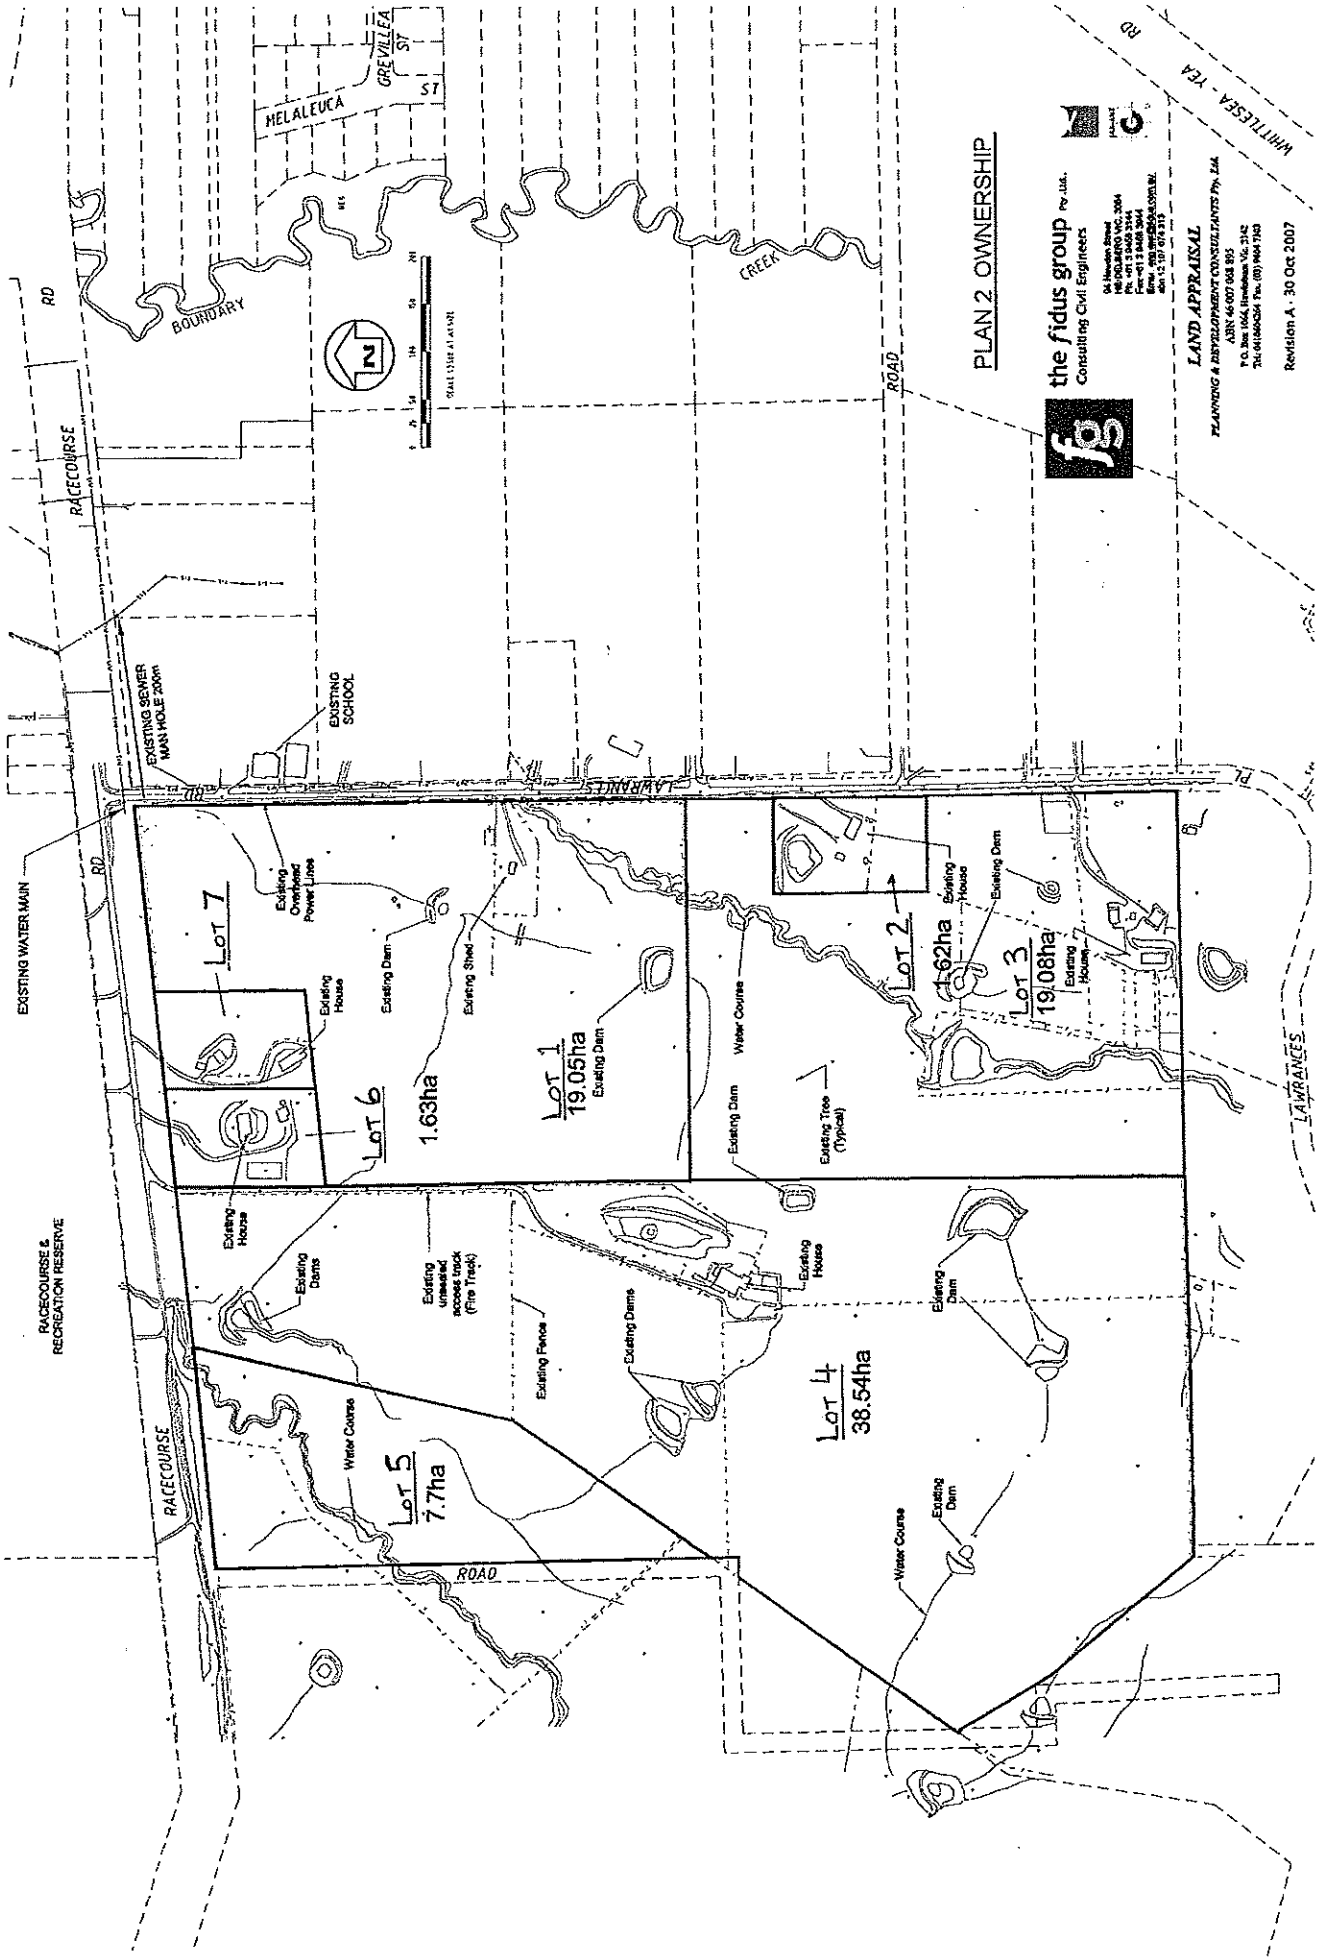 RACECOURSE &
RECREATION RESERVE
EXISTING WATER MAIN
RACECOURSE
RD
RACECOURSE
RD
EXISTING SEWER
MAN HOLE 200m
EXISTING
SCHOOL
RD
BOUNDARY
CREEK
MELALEUCA
ST
GREVILLEA
ST
RES
N
LOT 7
Existing
Overhead
Power Lines
Existing
House
Existing Dam
Existing Shed
LOT 6
1.63ha
LOT 1
19.05ha
Existing Dam
Existing
House
Existing
Dams
Existing
unsealed
access track
(Fire Track)
Existing Fence
Water Course
LOT 5
7.7ha
ROAD
Existing Dams
Existing
House
Existing Dam
Water Course
Existing Tree
(Typical)
LAWRANCES
LOT 2
1.62ha
Existing
House
Existing Dam
LOT 3
19.08ha
Existing
House
LOT 4
38.54ha
Existing
Dam
Water Course
Existing
Dam
ROAD
PL
LAWRANCES
WHITTLESEA - YEA
RD
PLAN 2 OWNERSHIP
fg
the fidus group Pty. Ltd.
Consulting Civil Engineers
LAND APPRAISAL
PLANNING & DEVELOPMENT CONSULTANTS Pty. Ltd.
Revision A - 30 Oct 2007